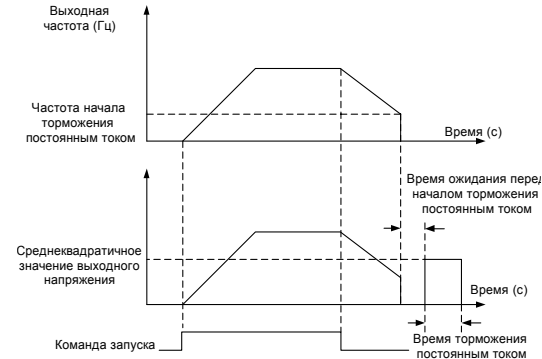 Выходная
частота (Гц)
Частота начала
торможения
постоянным током
Время (с)
Время ожидания перед
началом торможения
постоянным током
Среднеквадратичное
значение выходного
напряжения
Время (с)
Команда запуска
Время торможения
постоянным током